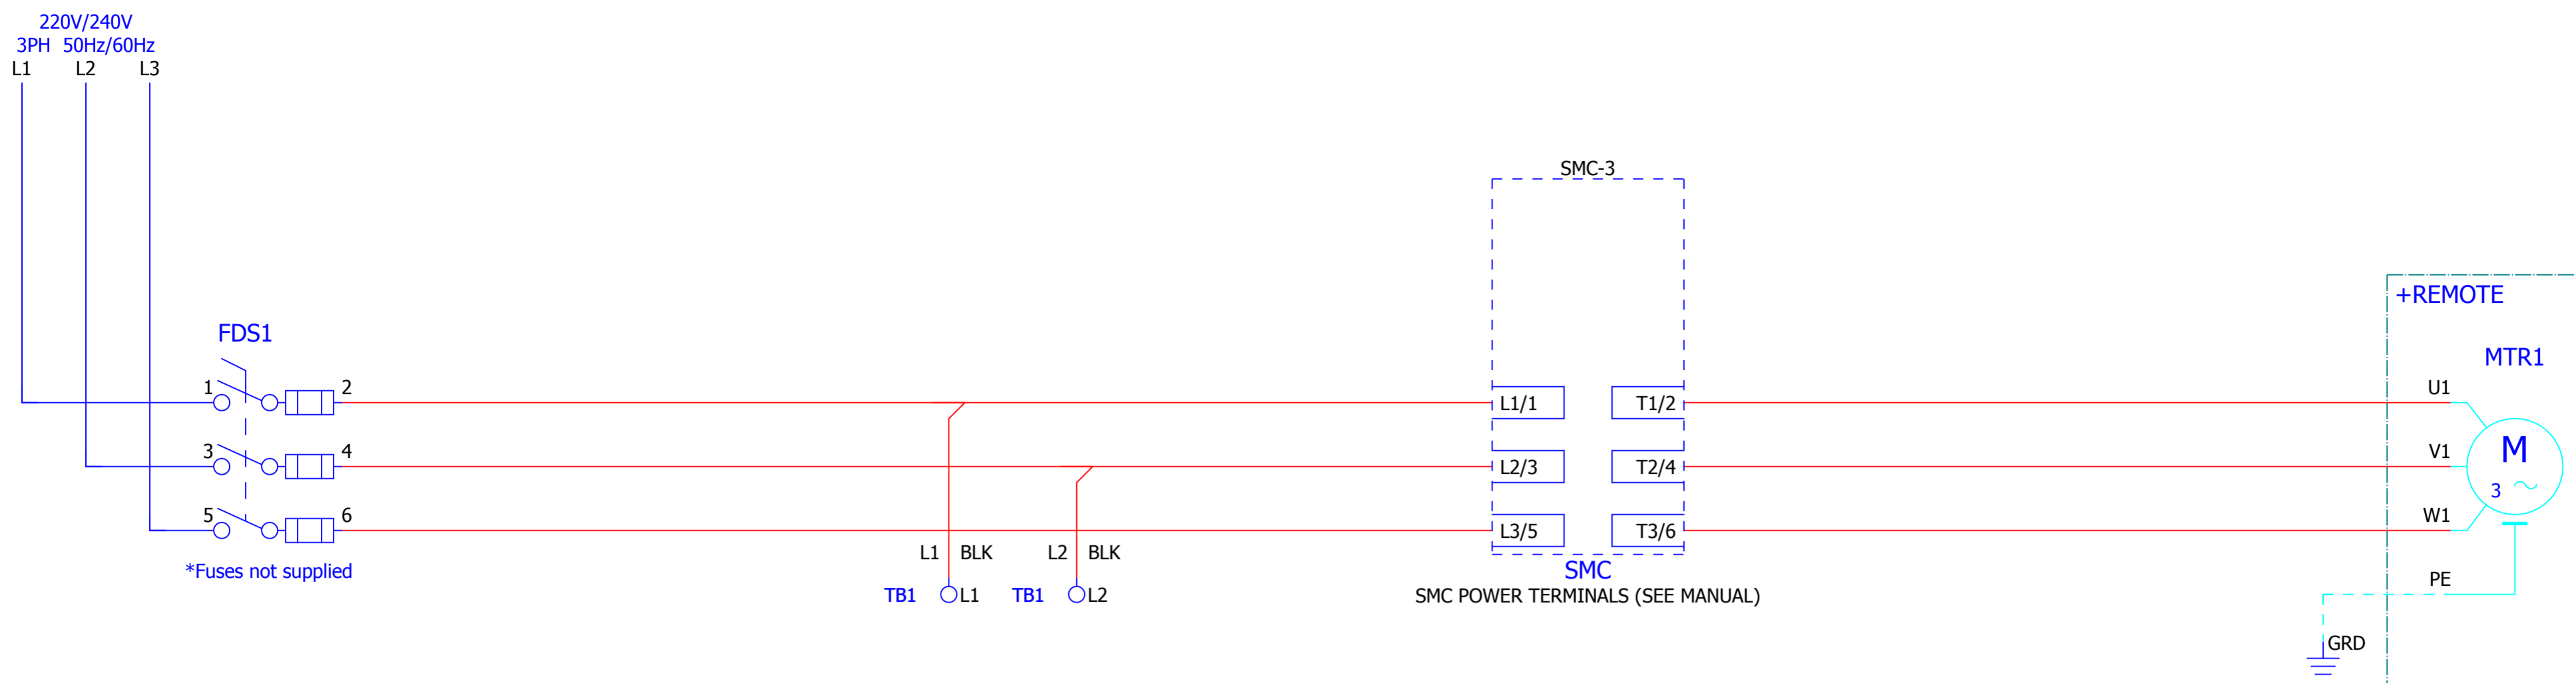 220V/240V
3PH 50Hz/60Hz
L1 L2 L3
SMC-3
+REMOTE
FDS1
MTR1
1 2
L1/1 T1/2
U1
3 4
L2/3 T2/4
V1
M
3
5 6
L3/5 T3/6
W1
L1 BLK L2 BLK
*Fuses not supplied
SMC
PE
TB1 L1 TB1 L2
SMC POWER TERMINALS (SEE MANUAL)
GRD